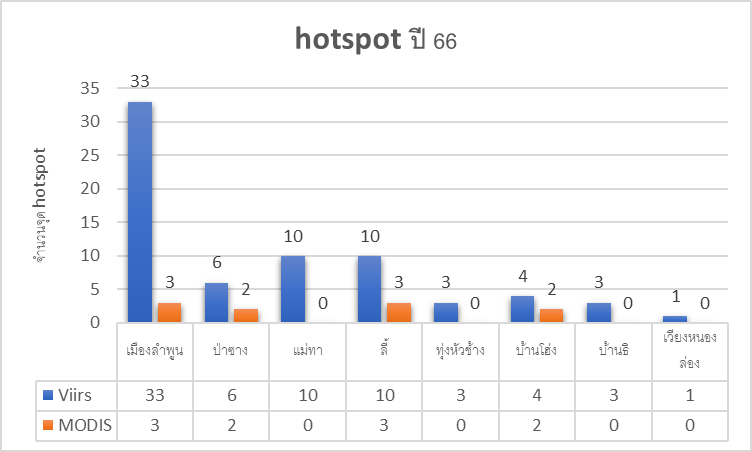 hotspot ปี 66
จำนวนจุด hotspot
35
30
25
20
15
10
5
0
33 3 6 2 10 0 10 3 3 0 4 2 3 0 1 0
เมืองลำพูน ป่าซาง แม่ทา ลี้ ทุ่งหัวช้าง บ้านโฮ่ง บ้านธิ เวียงหนอง
ล่อง
Viirs 33 6 10 10 3 4 3 1
MODIS 3 2 0 3 0 2 0 0